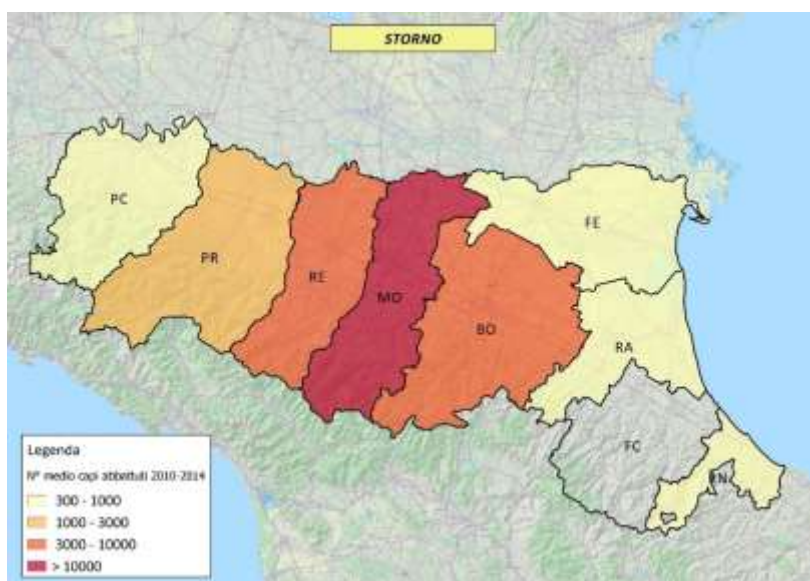 STORNO
PC
PR
RE
MO
BO
FE
RA
FC
RN
Legenda
N° medio capi abbattuti 2010-2014
300 - 1000
1000 - 3000
3000 - 10000
> 10000